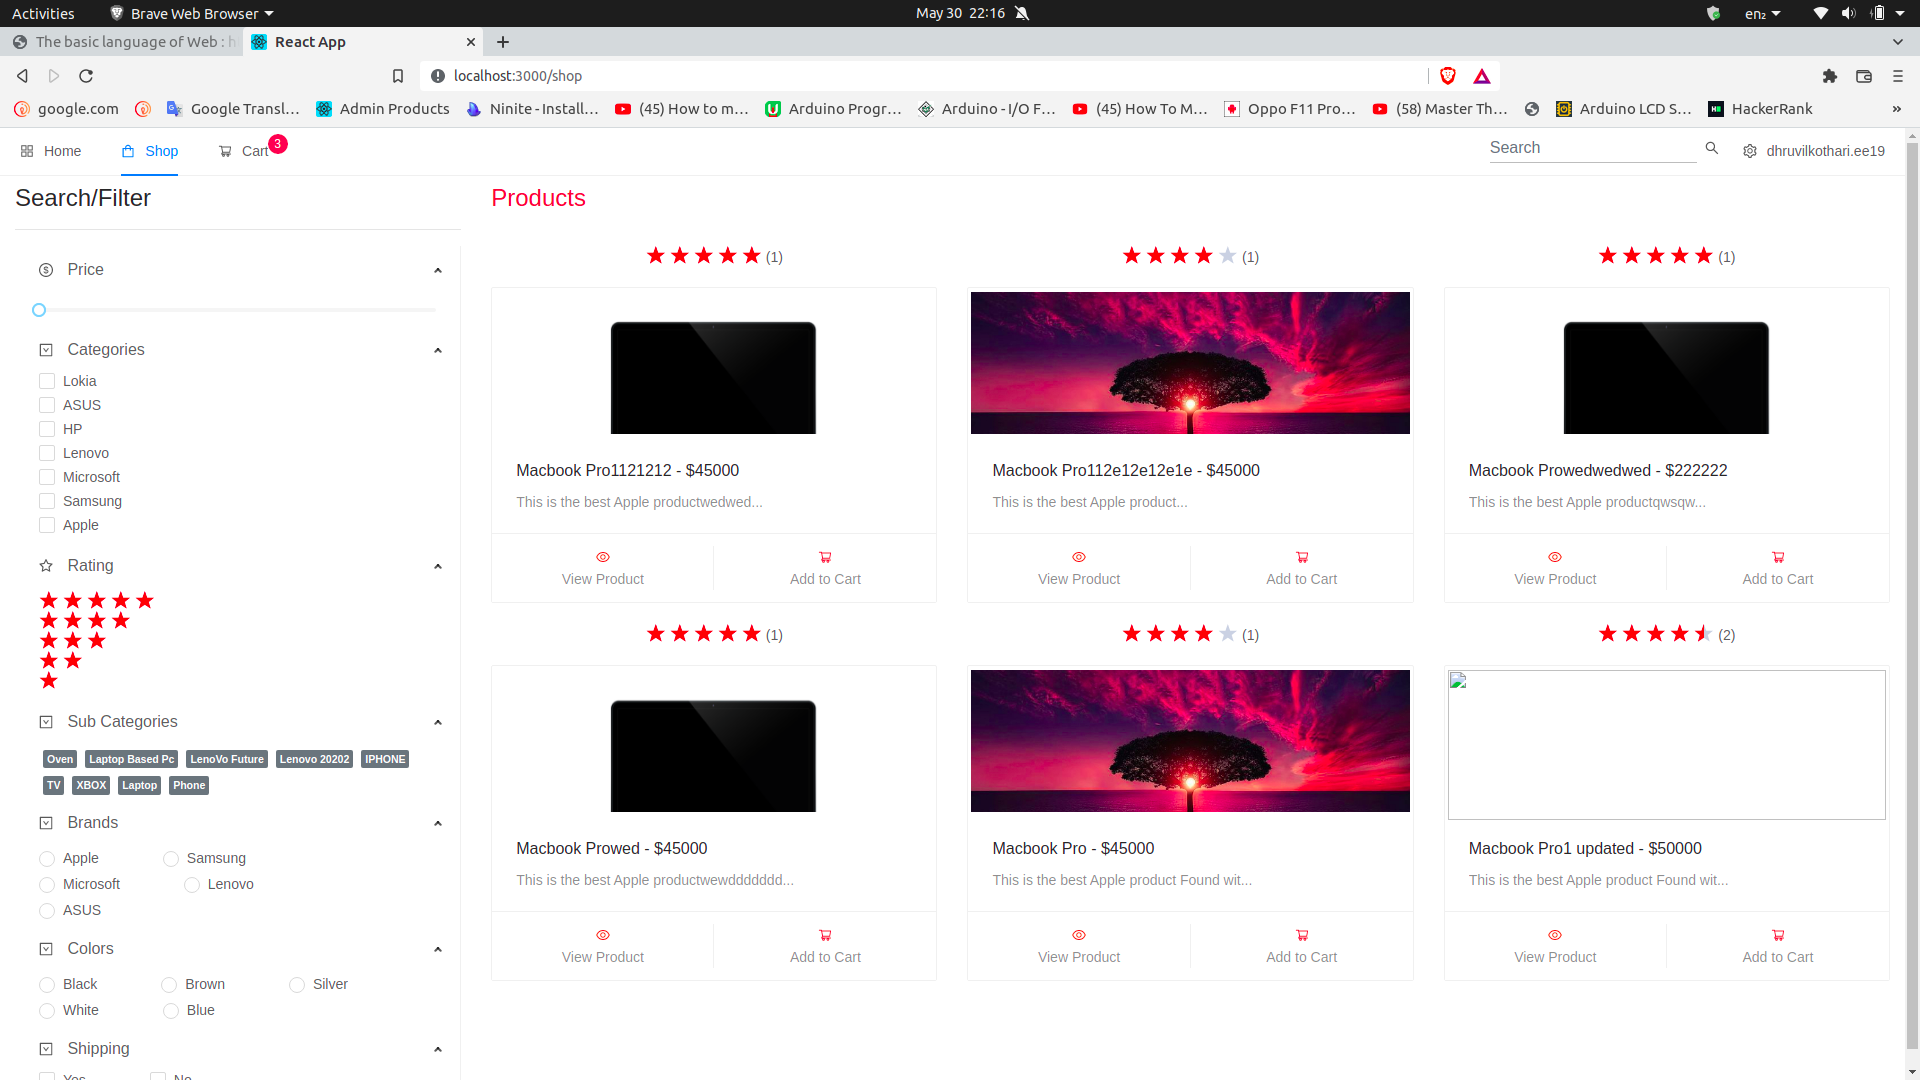 Activities Brave Web Browser May 30 22:16 en₂
The basic language of Web : h React App
localhost:3000/shop
google.com Google Transl... Admin Products Ninite - Install... (45) How to m... Arduino Progr... Arduino - I/O F... (45) How To M... Oppo F11 Pro... (58) Master Th... Arduino LCD S... HackerRank »
Home Shop Cart 3 Search dhruvilkothari.ee19
Search/Filter
Price
Categories
Lokia
ASUS
HP
Lenovo
Microsoft
Samsung
Apple
Rating
Sub Categories
Oven Laptop Based Pc LenoVo Future Lenovo 20202 IPHONE
TV XBOX Laptop Phone
Brands
Apple Samsung
Microsoft Lenovo
ASUS
Colors
Black Brown Silver
White Blue
Shipping
Yes No
Products
(1) (1) (1)
Macbook Pro1121212 - $45000 Macbook Pro112e12e12e1e - $45000 Macbook Prowedwedwed - $222222
This is the best Apple productwedwed... This is the best Apple product... This is the best Apple productqwsqw...
View Product Add to Cart View Product Add to Cart View Product Add to Cart
(1) (1) (2)
Macbook Prowed - $45000 Macbook Pro - $45000 Macbook Pro1 updated - $50000
This is the best Apple productwewddddddd... This is the best Apple product Found wit... This is the best Apple product Found wit...
View Product Add to Cart View Product Add to Cart View Product Add to Cart